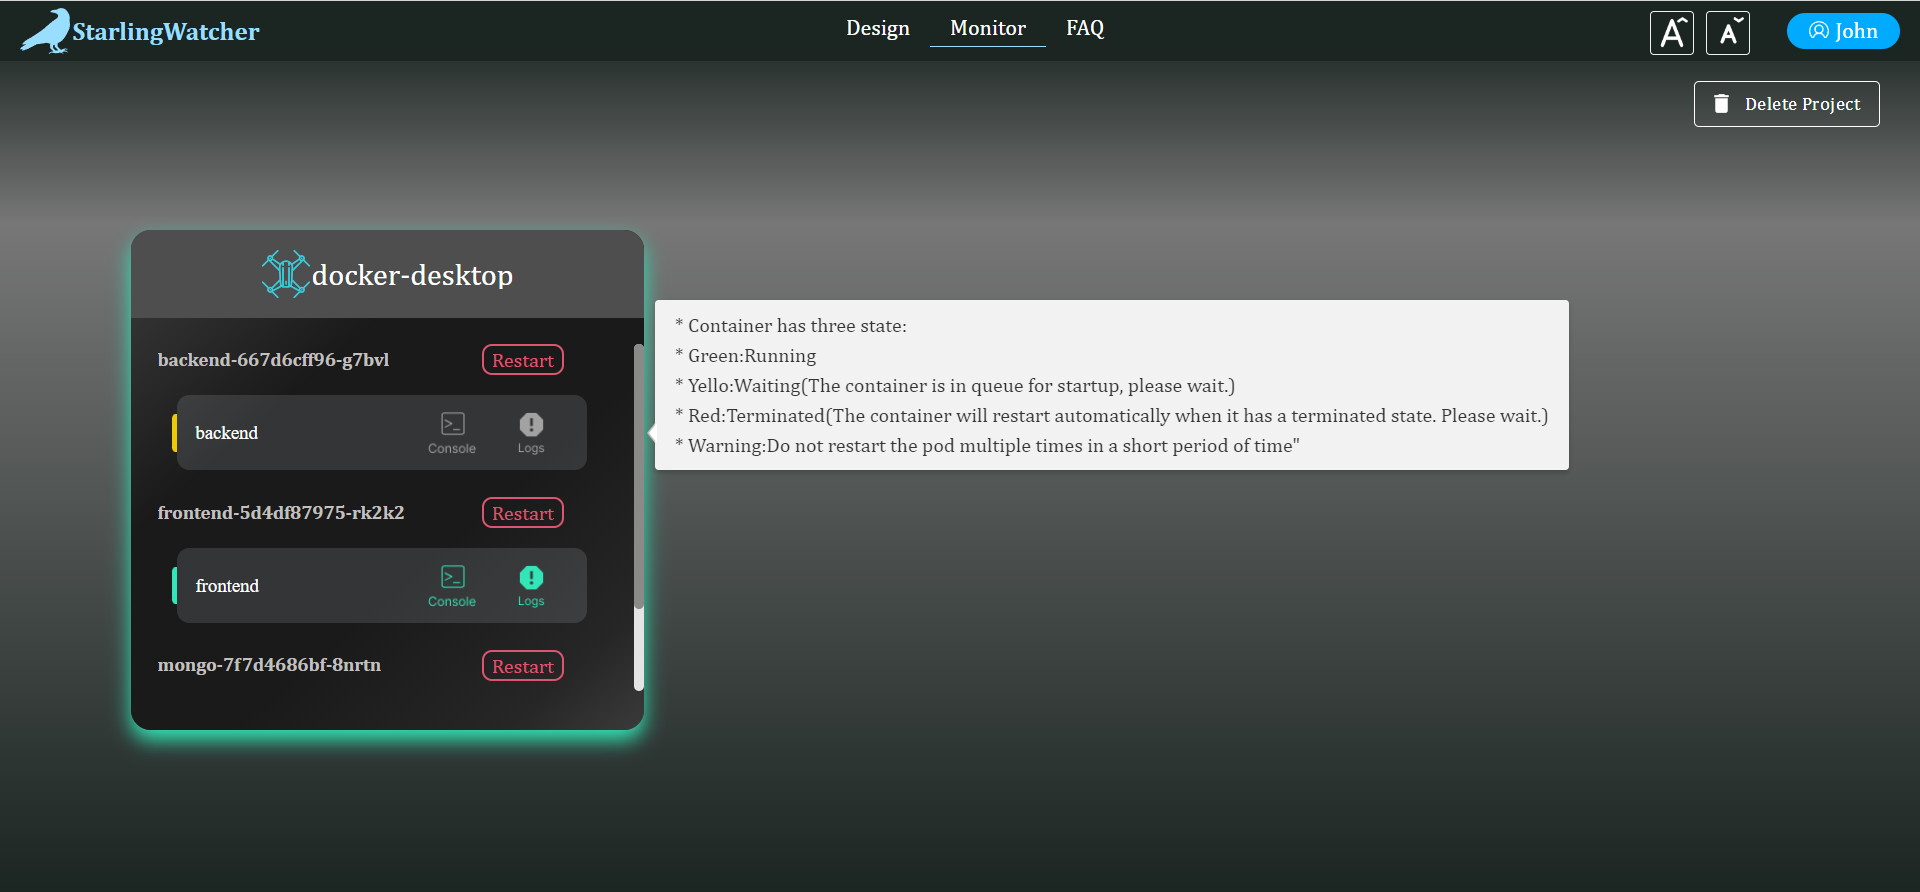 StarlingWatcher
Design Monitor FAQ
John
Delete Project
docker-desktop
backend-667d6cff96-g7bvl Restart
backend Console Logs
frontend-5d4df87975-rk2k2 Restart
frontend Console Logs
mongo-7f7d4686bf-8nrtn Restart
* Container has three state:
* Green:Running
* Yello:Waiting(The container is in queue for startup, please wait.)
* Red:Terminated(The container will restart automatically when it has a terminated state. Please wait.)
* Warning:Do not restart the pod multiple times in a short period of time"